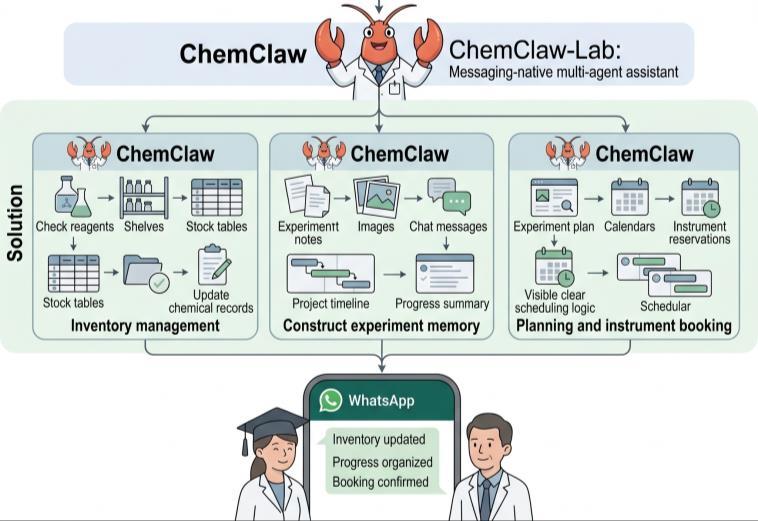 ChemClaw
ChemClaw-Lab:
Messaging-native multi-agent assistant
Solution
ChemClaw
Check reagents
Shelves
Stock tables
Stock tables
Update
chemical records
Inventory management
ChemClaw
Experimentt
notes
Images
Chat messages
Project timeline
Progress summary
Construct experiment memory
ChemClaw
Experiment plan
Calendars
Instrument
reservations
Visible clear
scheduling logic
Schedular
Planning and instrument booking
WhatsApp
Inventory updated
Progress organized
Booking confirmed